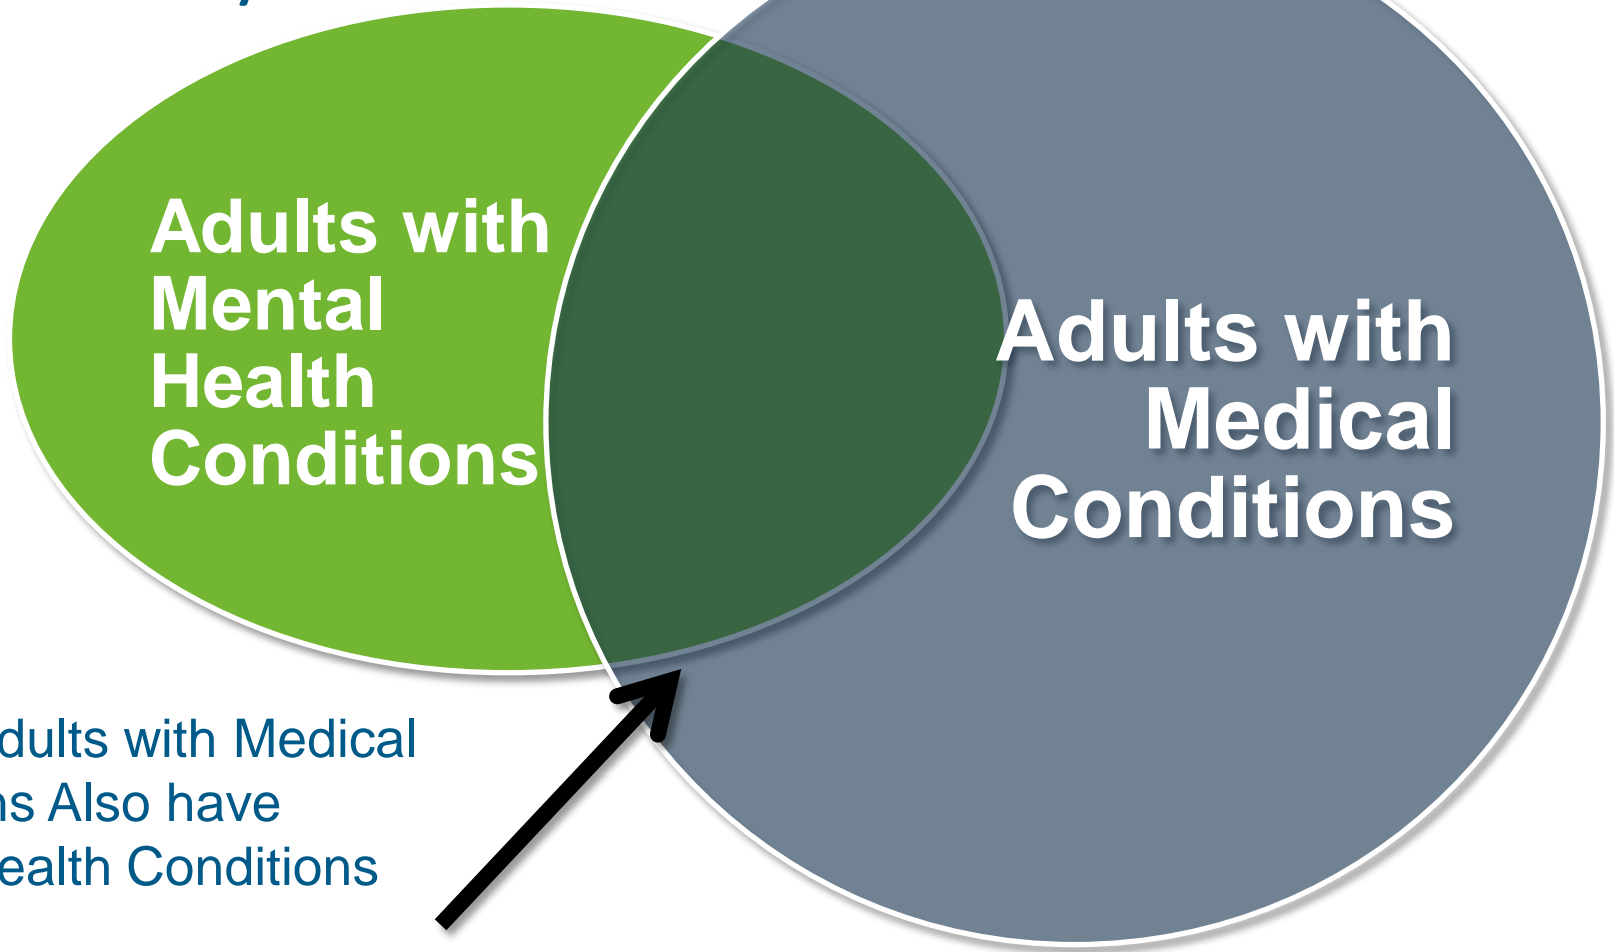 Adults with
Mental
Health
Conditions
Adults with
Medical
Conditions
dults with Medical
ns Also have
ealth Conditions